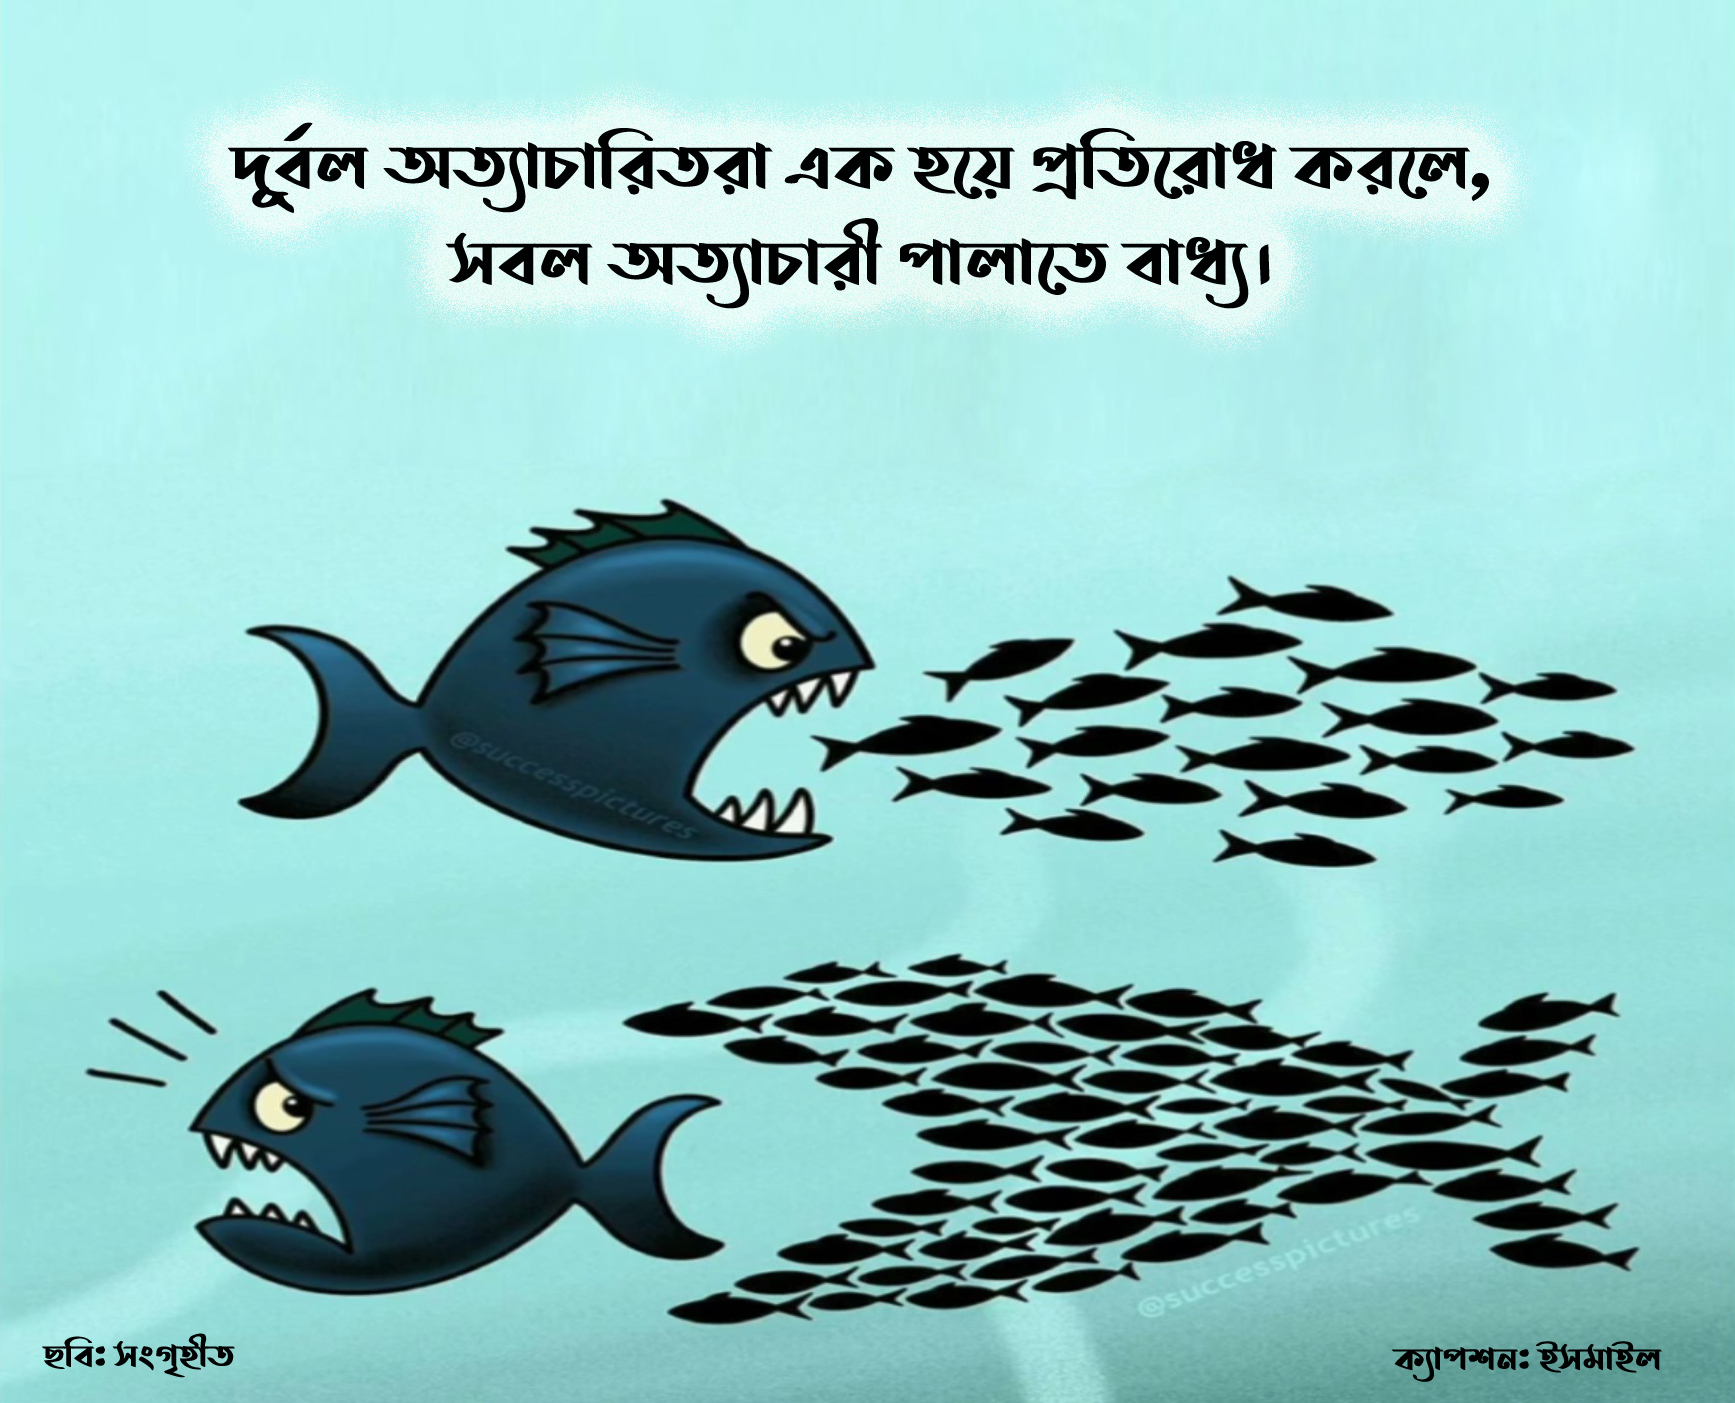 দুর্বল অত্যাচারিতরা এক হয়ে প্রতিরোধ করলে,
সবল অত্যাচারী পালাতে বাধ্য।
@successpictures
@successpictures
ছবি: সংগৃহীত
ক্যাপশন: ইসমাইল